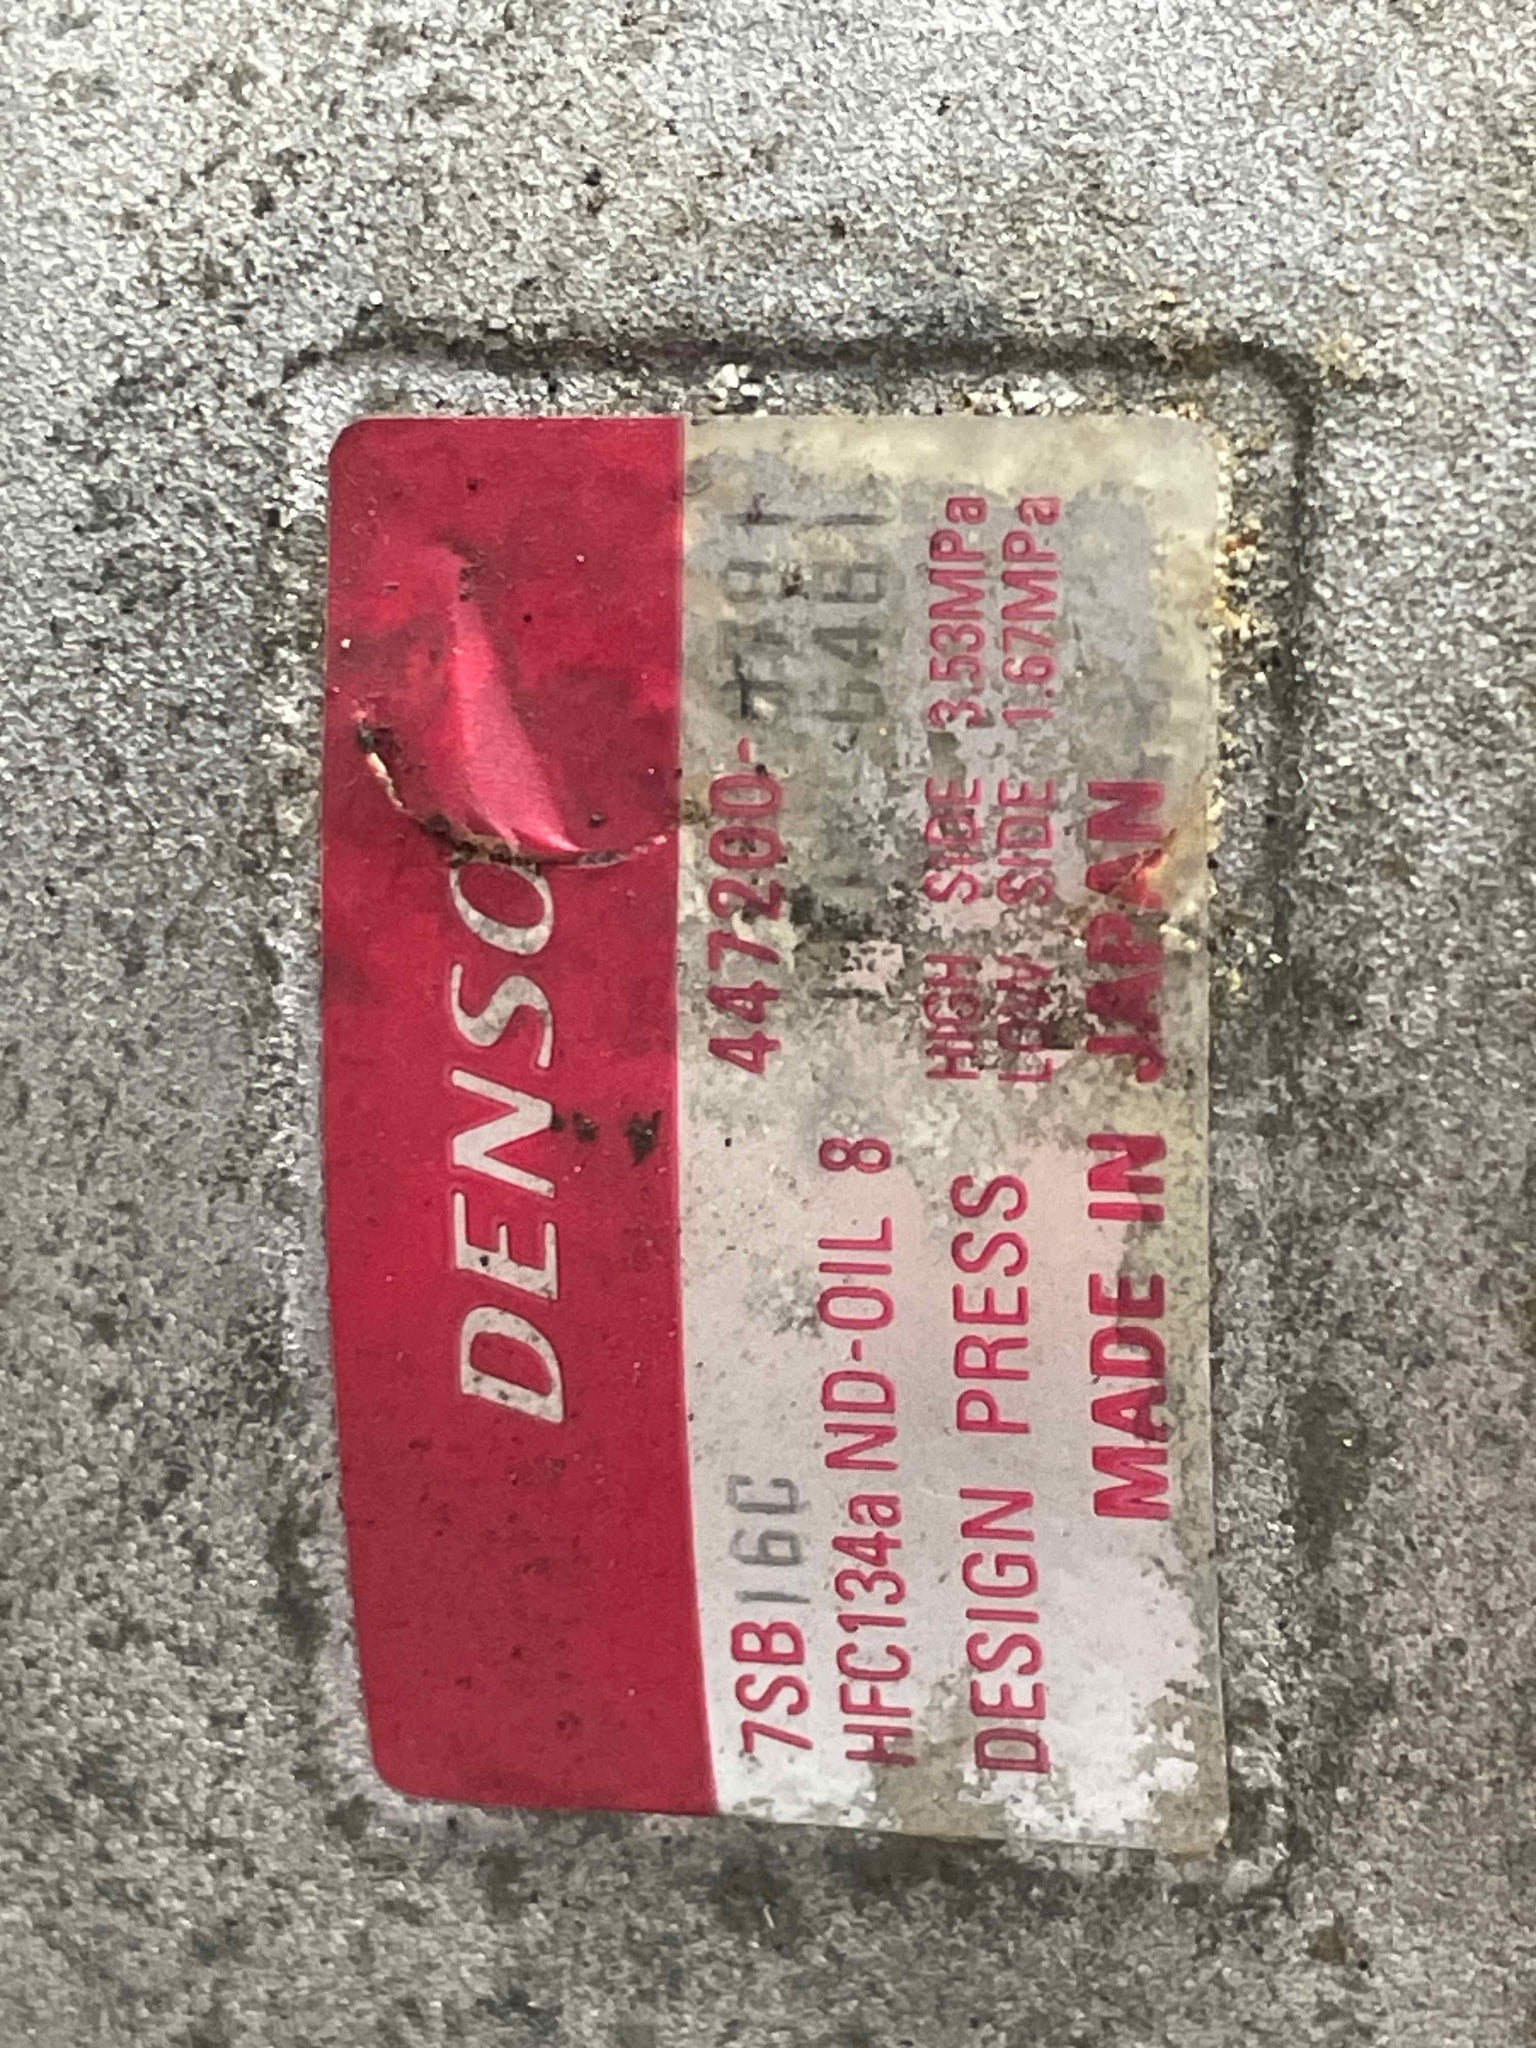 DENSO
7SB16C 447200-
HFC134a ND-OIL 8
DESIGN PRESS HIGH SIDE 3.53MPa
LOW SIDE 1.67MPa
MADE IN JAPAN